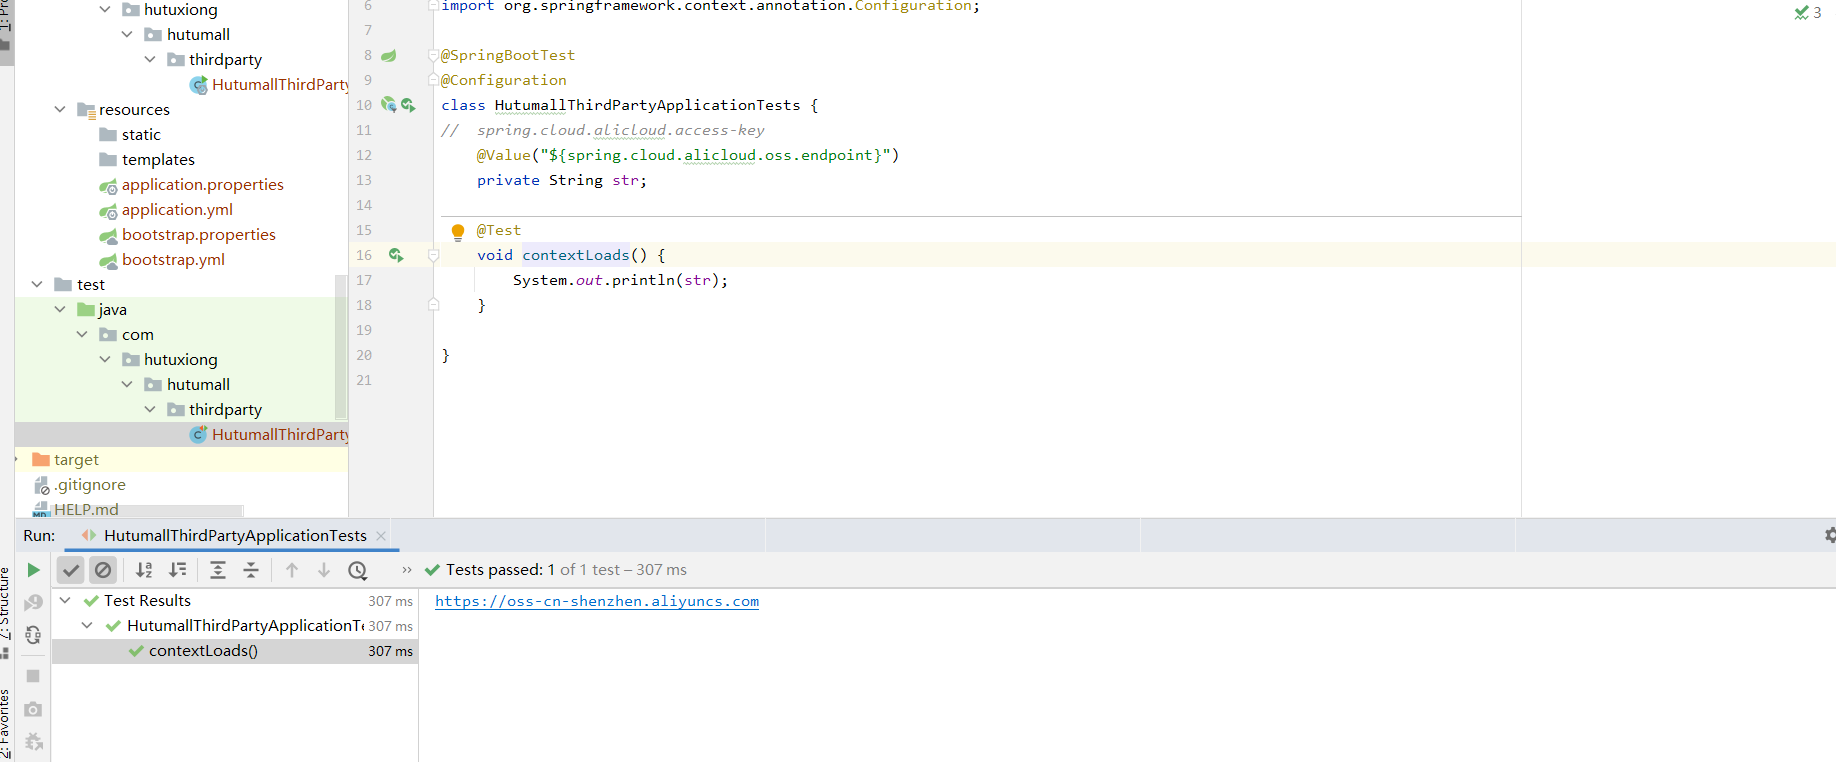 1: Pro
hutuxiong
hutumall
thirdparty
HutumallThirdParty
resources
static
templates
application.properties
application.yml
bootstrap.properties
bootstrap.yml
test
java
com
hutuxiong
hutumall
thirdparty
HutumallThirdParty
target
.gitignore
HELP.md
6 import org.springframework.context.annotation.Configuration;
7
8 @SpringBootTest
9 @Configuration
10 class HutumallThirdPartyApplicationTests {
11 // spring.cloud.alicloud.access-key
12 @Value("${spring.cloud.alicloud.oss.endpoint}")
13 private String str;
14
15 @Test
16 void contextLoads() {
17 System.out.println(str);
18 }
19
20 }
21
3
Run: HutumallThirdPartyApplicationTests
Tests passed: 1 of 1 test – 307 ms
Test Results 307 ms
HutumallThirdPartyApplicationTe 307 ms
contextLoads() 307 ms
https://oss-cn-shenzhen.aliyuncs.com
7: Structure
2: Favorites